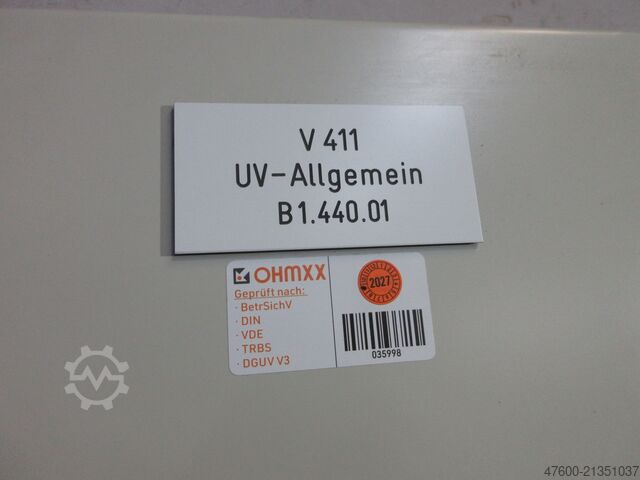 V 411
UV-Allgemein
B1.440.01
OHMXX
Geprüft nach:
· BetrSichV
· DIN
· VDE
· TRBS
· DGUV V3
2027
035998
47600-21351037